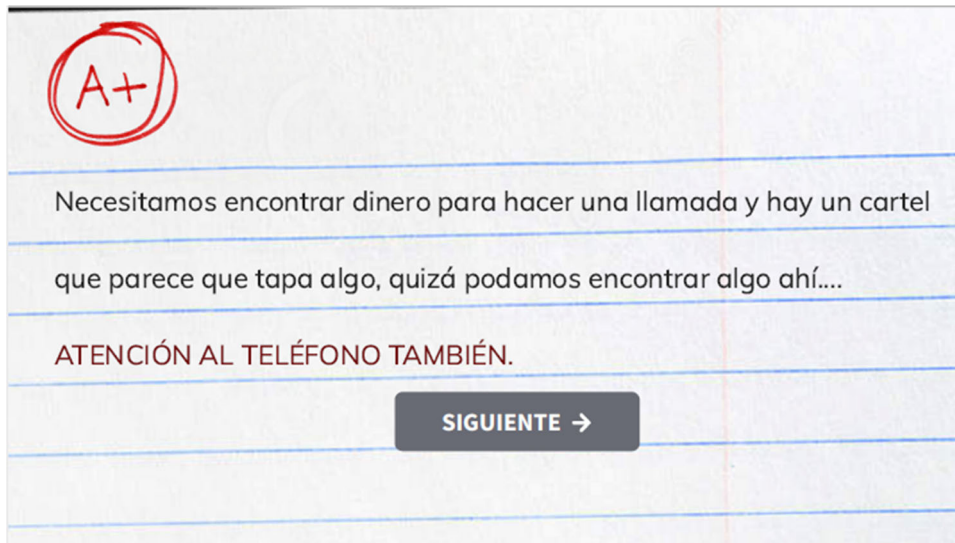 A+
Necesitamos encontrar dinero para hacer una llamada y hay un cartel
que parece que tapa algo, quizá podamos encontrar algo ahí....
ATENCIÓN AL TELÉFONO TAMBIÉN.
SIGUIENTE →